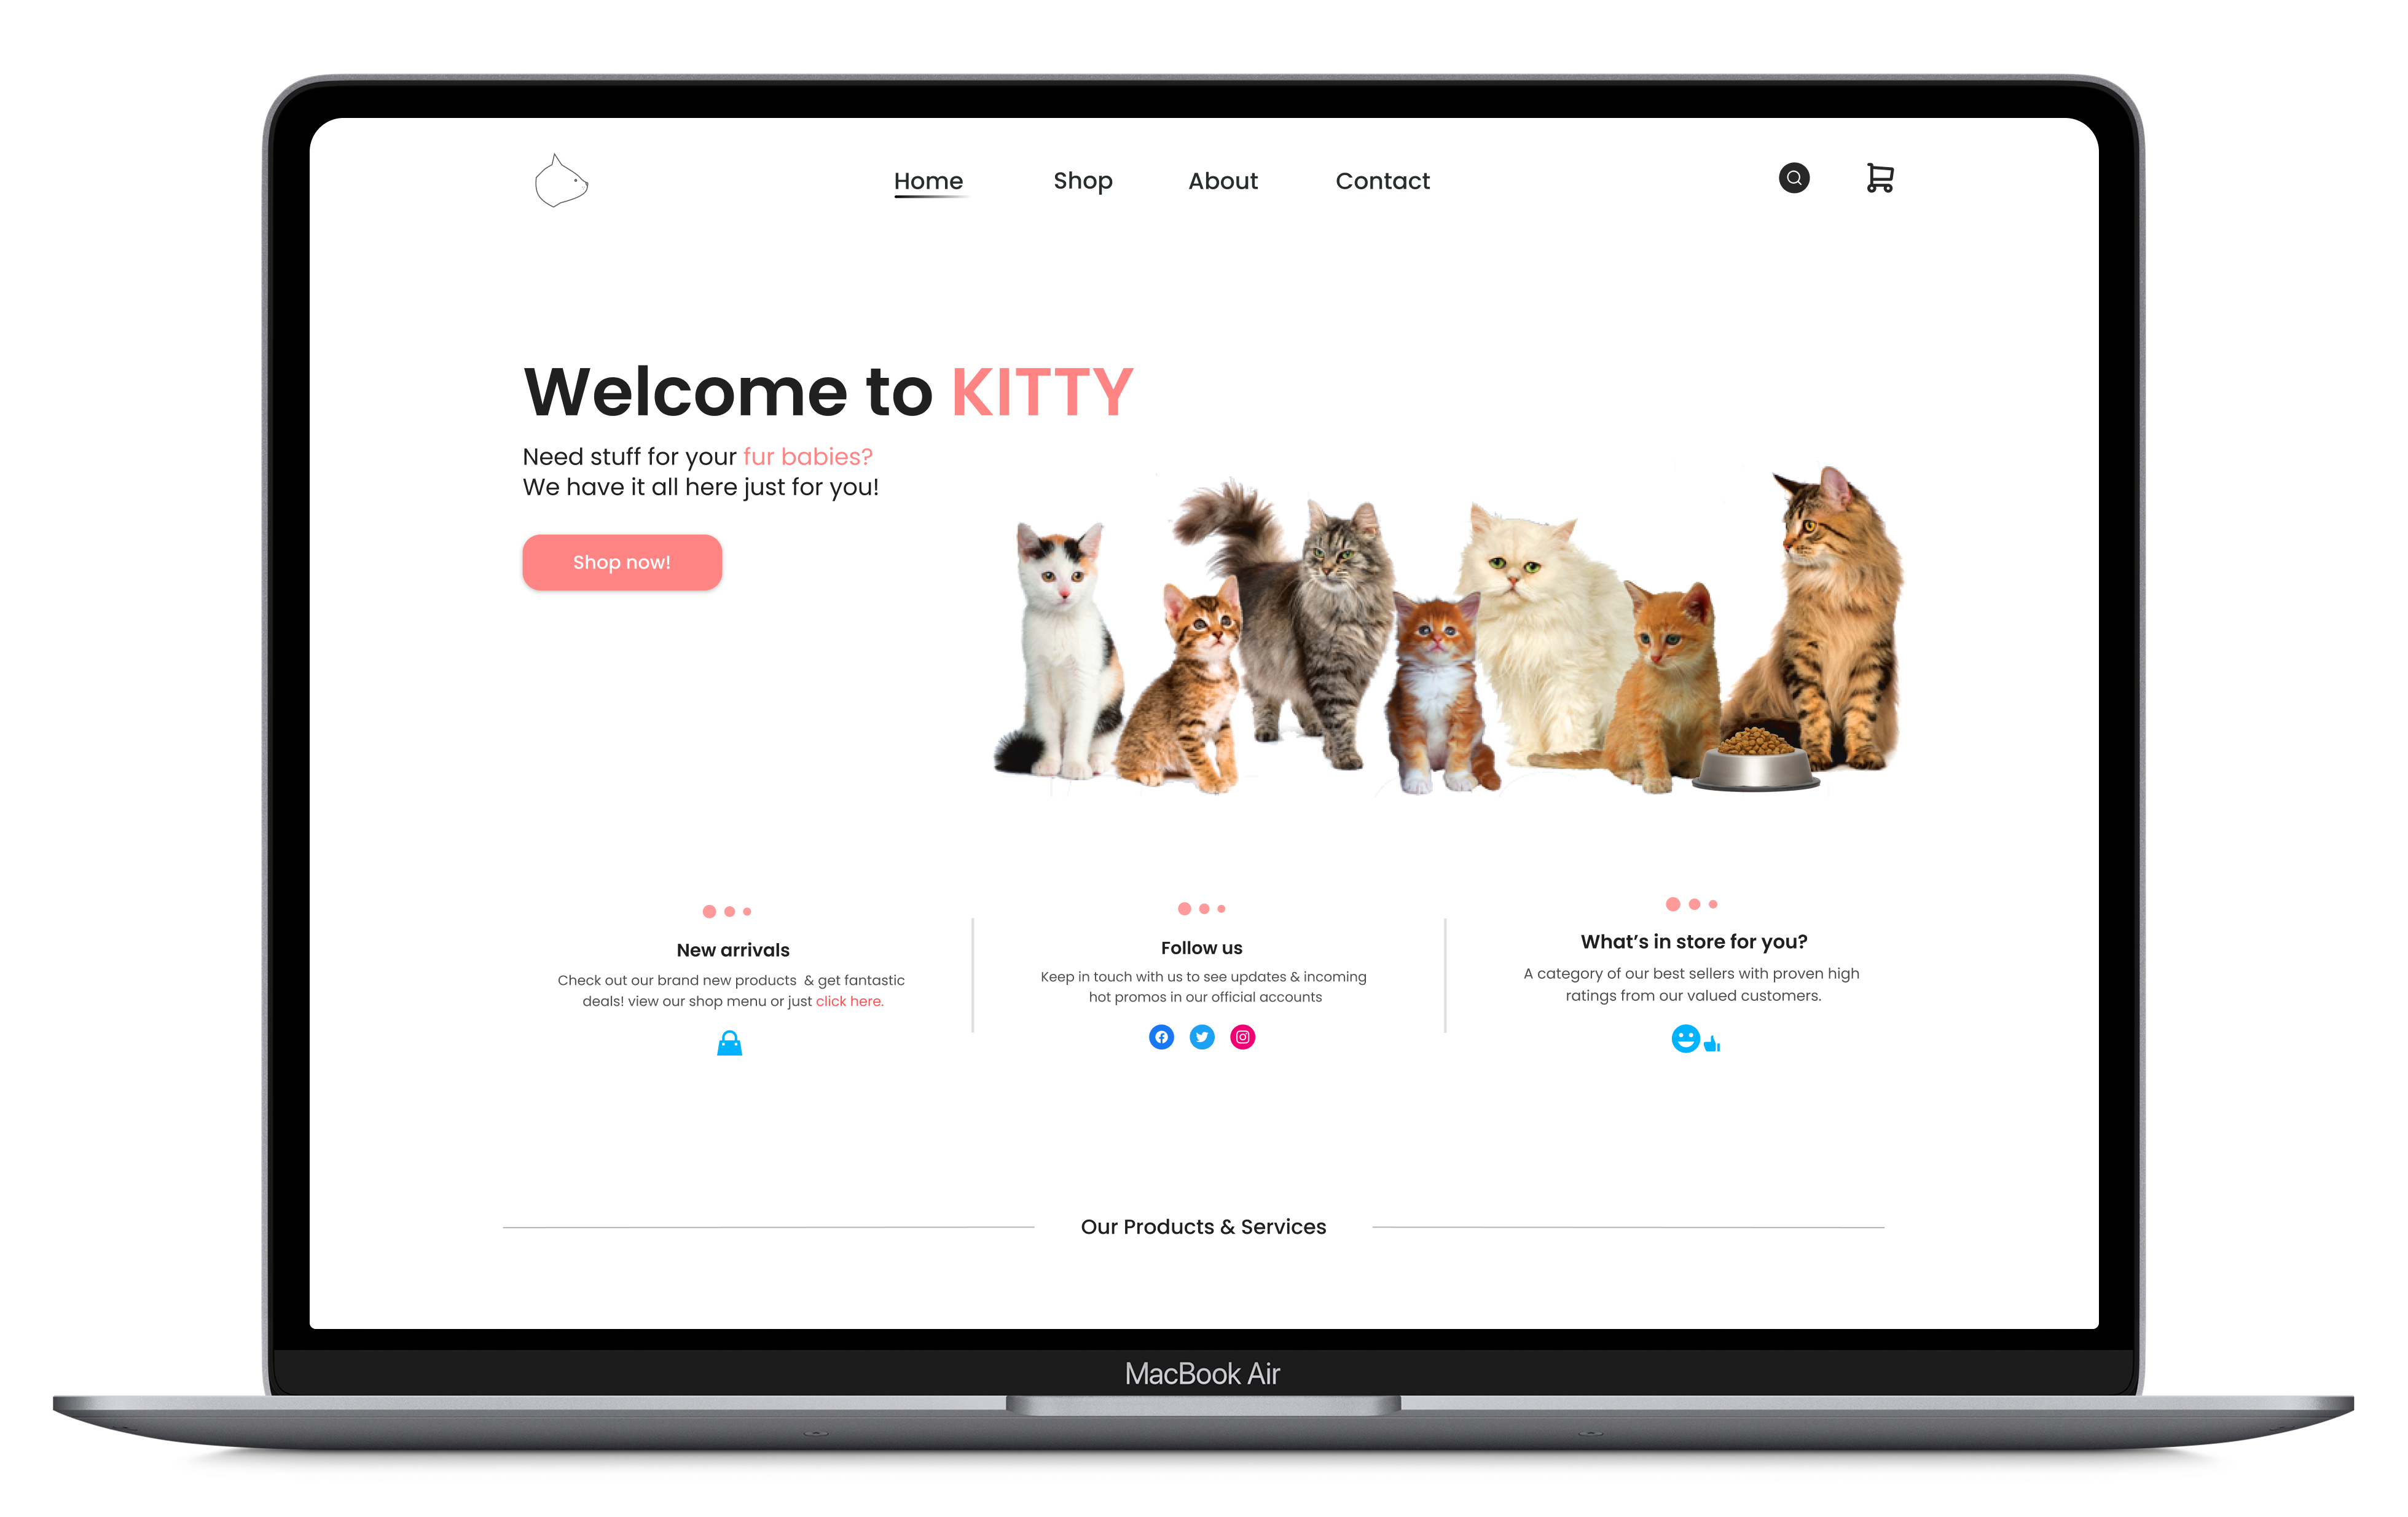 Home Shop About Contact
Welcome to KITTY
Need stuff for your fur babies?
We have it all here just for you!
Shop now!
New arrivals
Check out our brand new products & get fantastic
deals! view our shop menu or just click here.
Follow us
Keep in touch with us to see updates & incoming
hot promos in our official accounts
What's in store for you?
A category of our best sellers with proven high
ratings from our valued customers.
Our Products & Services
MacBook Air